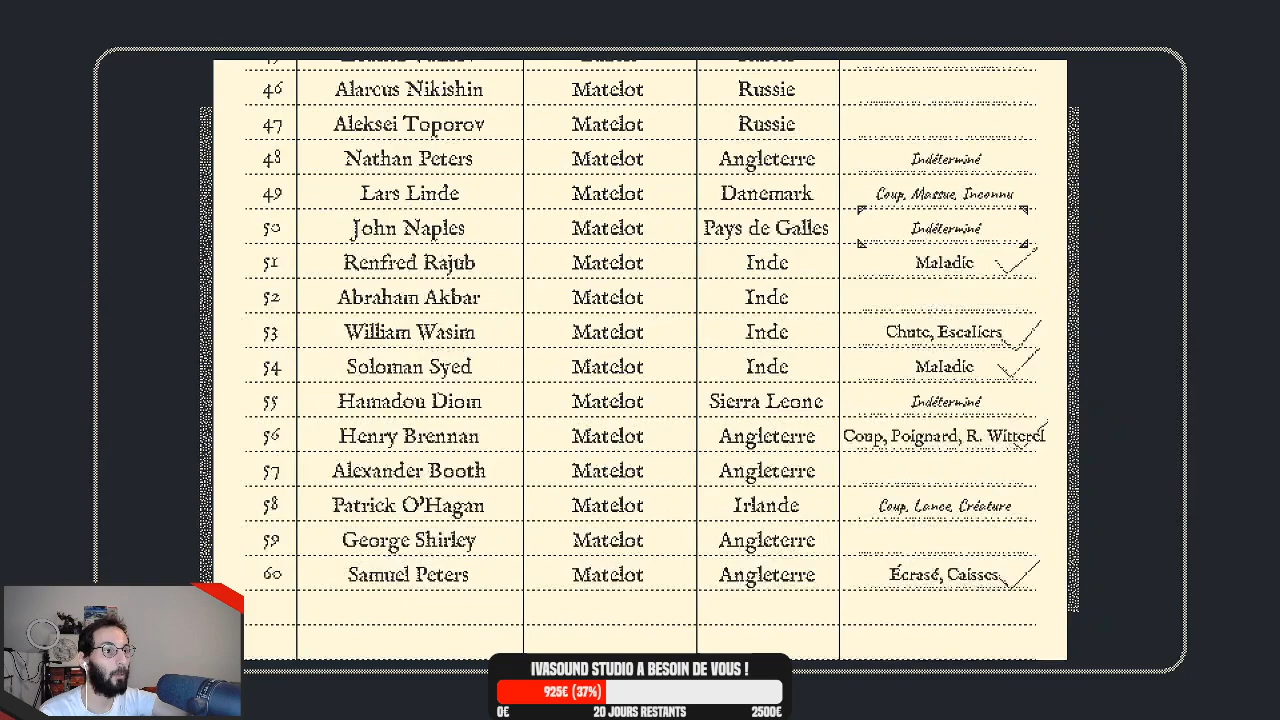 46 Alarcus Nikishin Matelot Russie
47 Aleksei Toporov Matelot Russie
48 Nathan Peters Matelot Angleterre Indéterminé
49 Lars Linde Matelot Danemark Coup, Massue, Inconnu
50 John Naples Matelot Pays de Galles Indéterminé
51 Renfred Rajub Matelot Inde Maladie
52 Abraham Akbar Matelot Inde
53 William Wasim Matelot Inde Chute, Escaliers
54 Soloman Syed Matelot Inde Maladie
55 Hamadou Diom Matelot Sierra Leone Indéterminé
56 Henry Brennan Matelot Angleterre Coup, Poignard, R. Witterel
57 Alexander Booth Matelot Angleterre
58 Patrick O'Hagan Matelot Irlande Coup, Lance, Créature
59 George Shirley Matelot Angleterre
60 Samuel Peters Matelot Angleterre Écrasé, Caisses
IVASOUND STUDIO A BESOIN DE VOUS !
925€ (37%)
0€ 20 JOURS RESTANTS 2500€